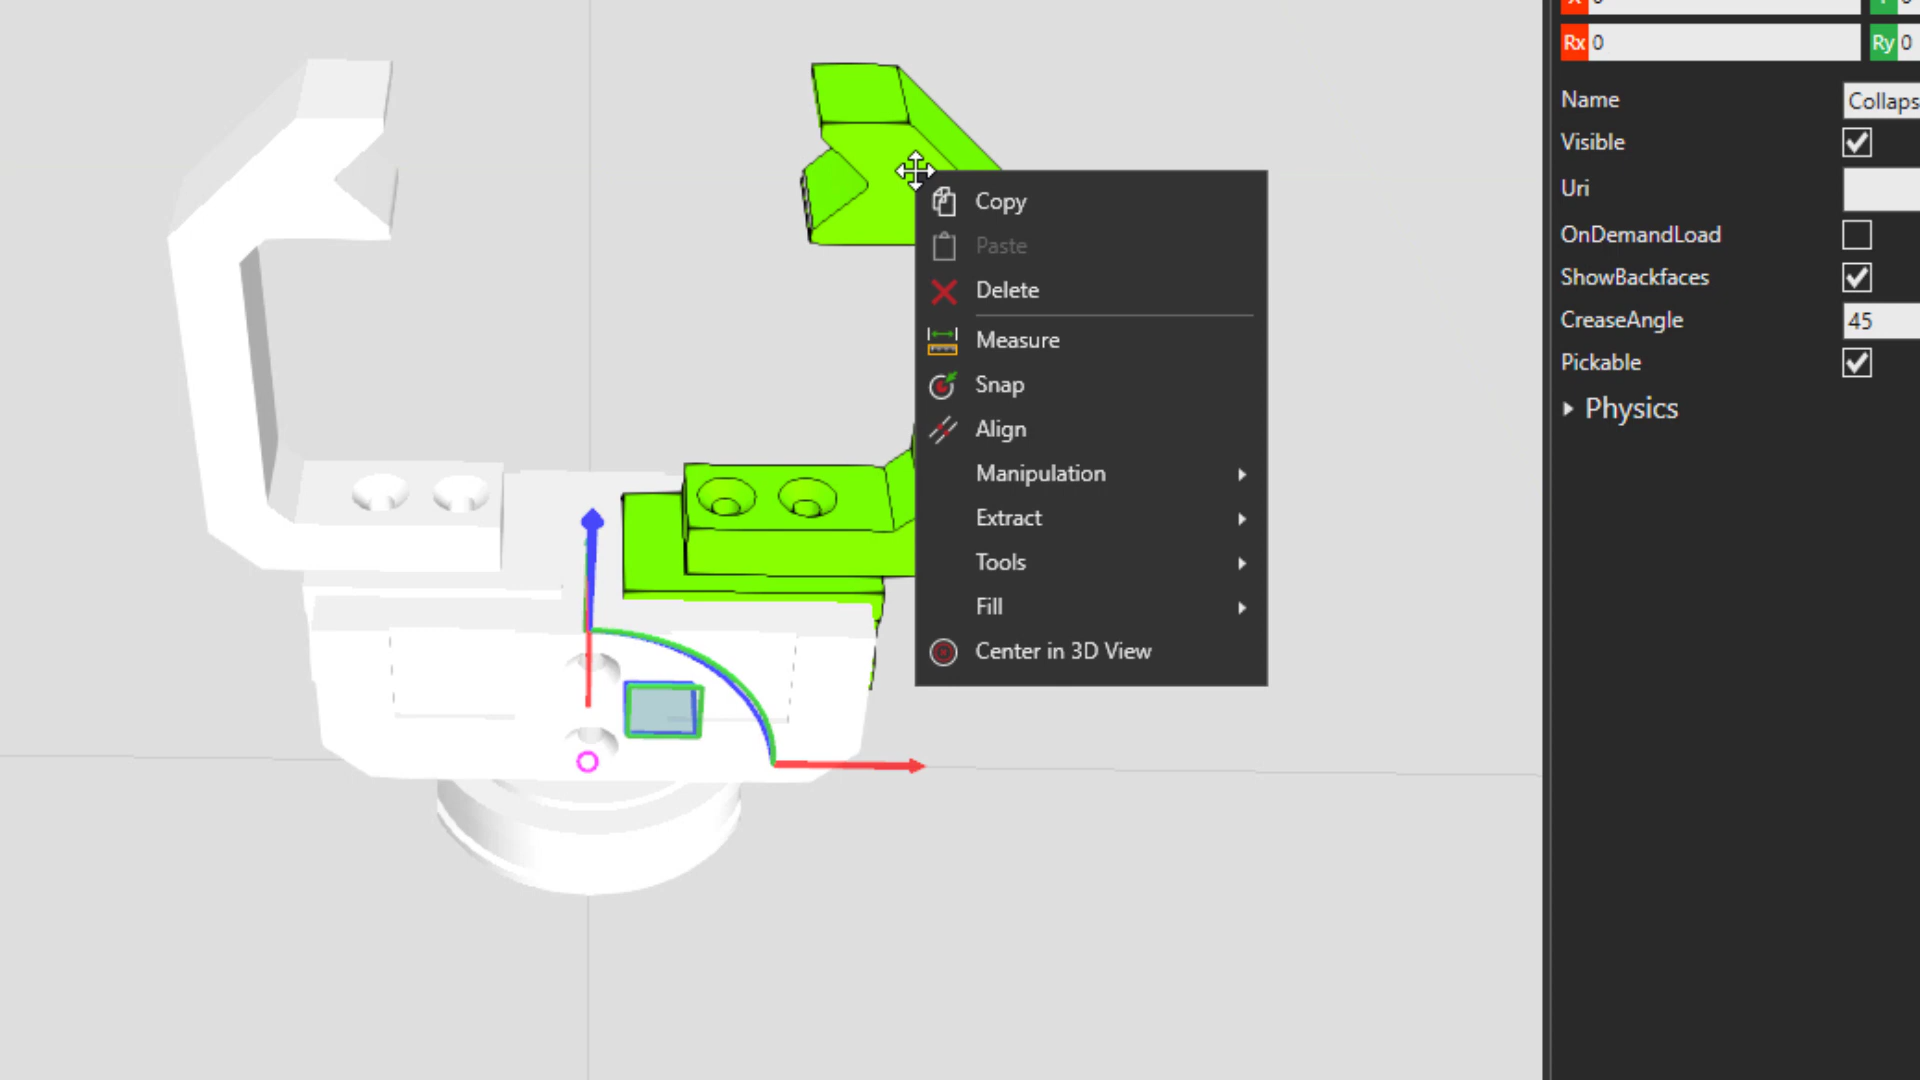 Rx 0 Ry 0
Name Collaps
Visible
Uri
OnDemandLoad
ShowBackfaces
CreaseAngle 45
Pickable
Physics
Copy
Paste
Delete
Measure
Snap
Align
Manipulation
Extract
Tools
Fill
Center in 3D View